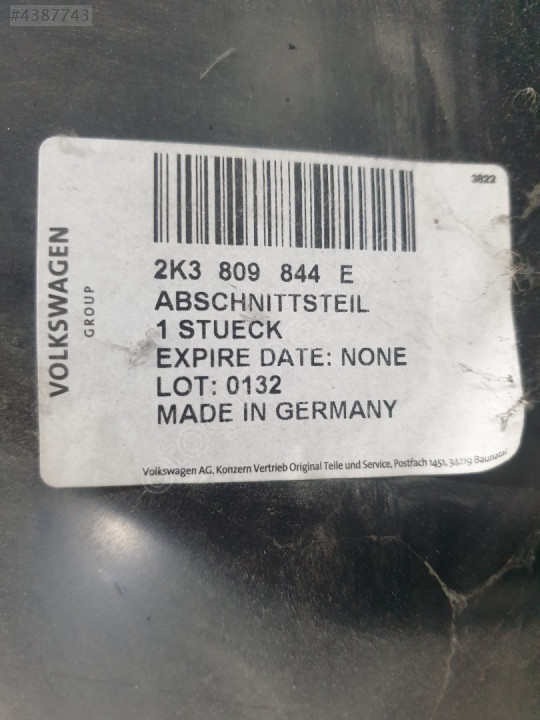 #4387743
3822
VOLKSWAGEN
GROUP
2K3 809 844 E
ABSCHNITTSTEIL
1 STUECK
EXPIRE DATE: NONE
LOT: 0132
MADE IN GERMANY
Volkswagen AG, Konzern Vertrieb Original Teile und Service, Postfach 1451, 34219 Baunatal